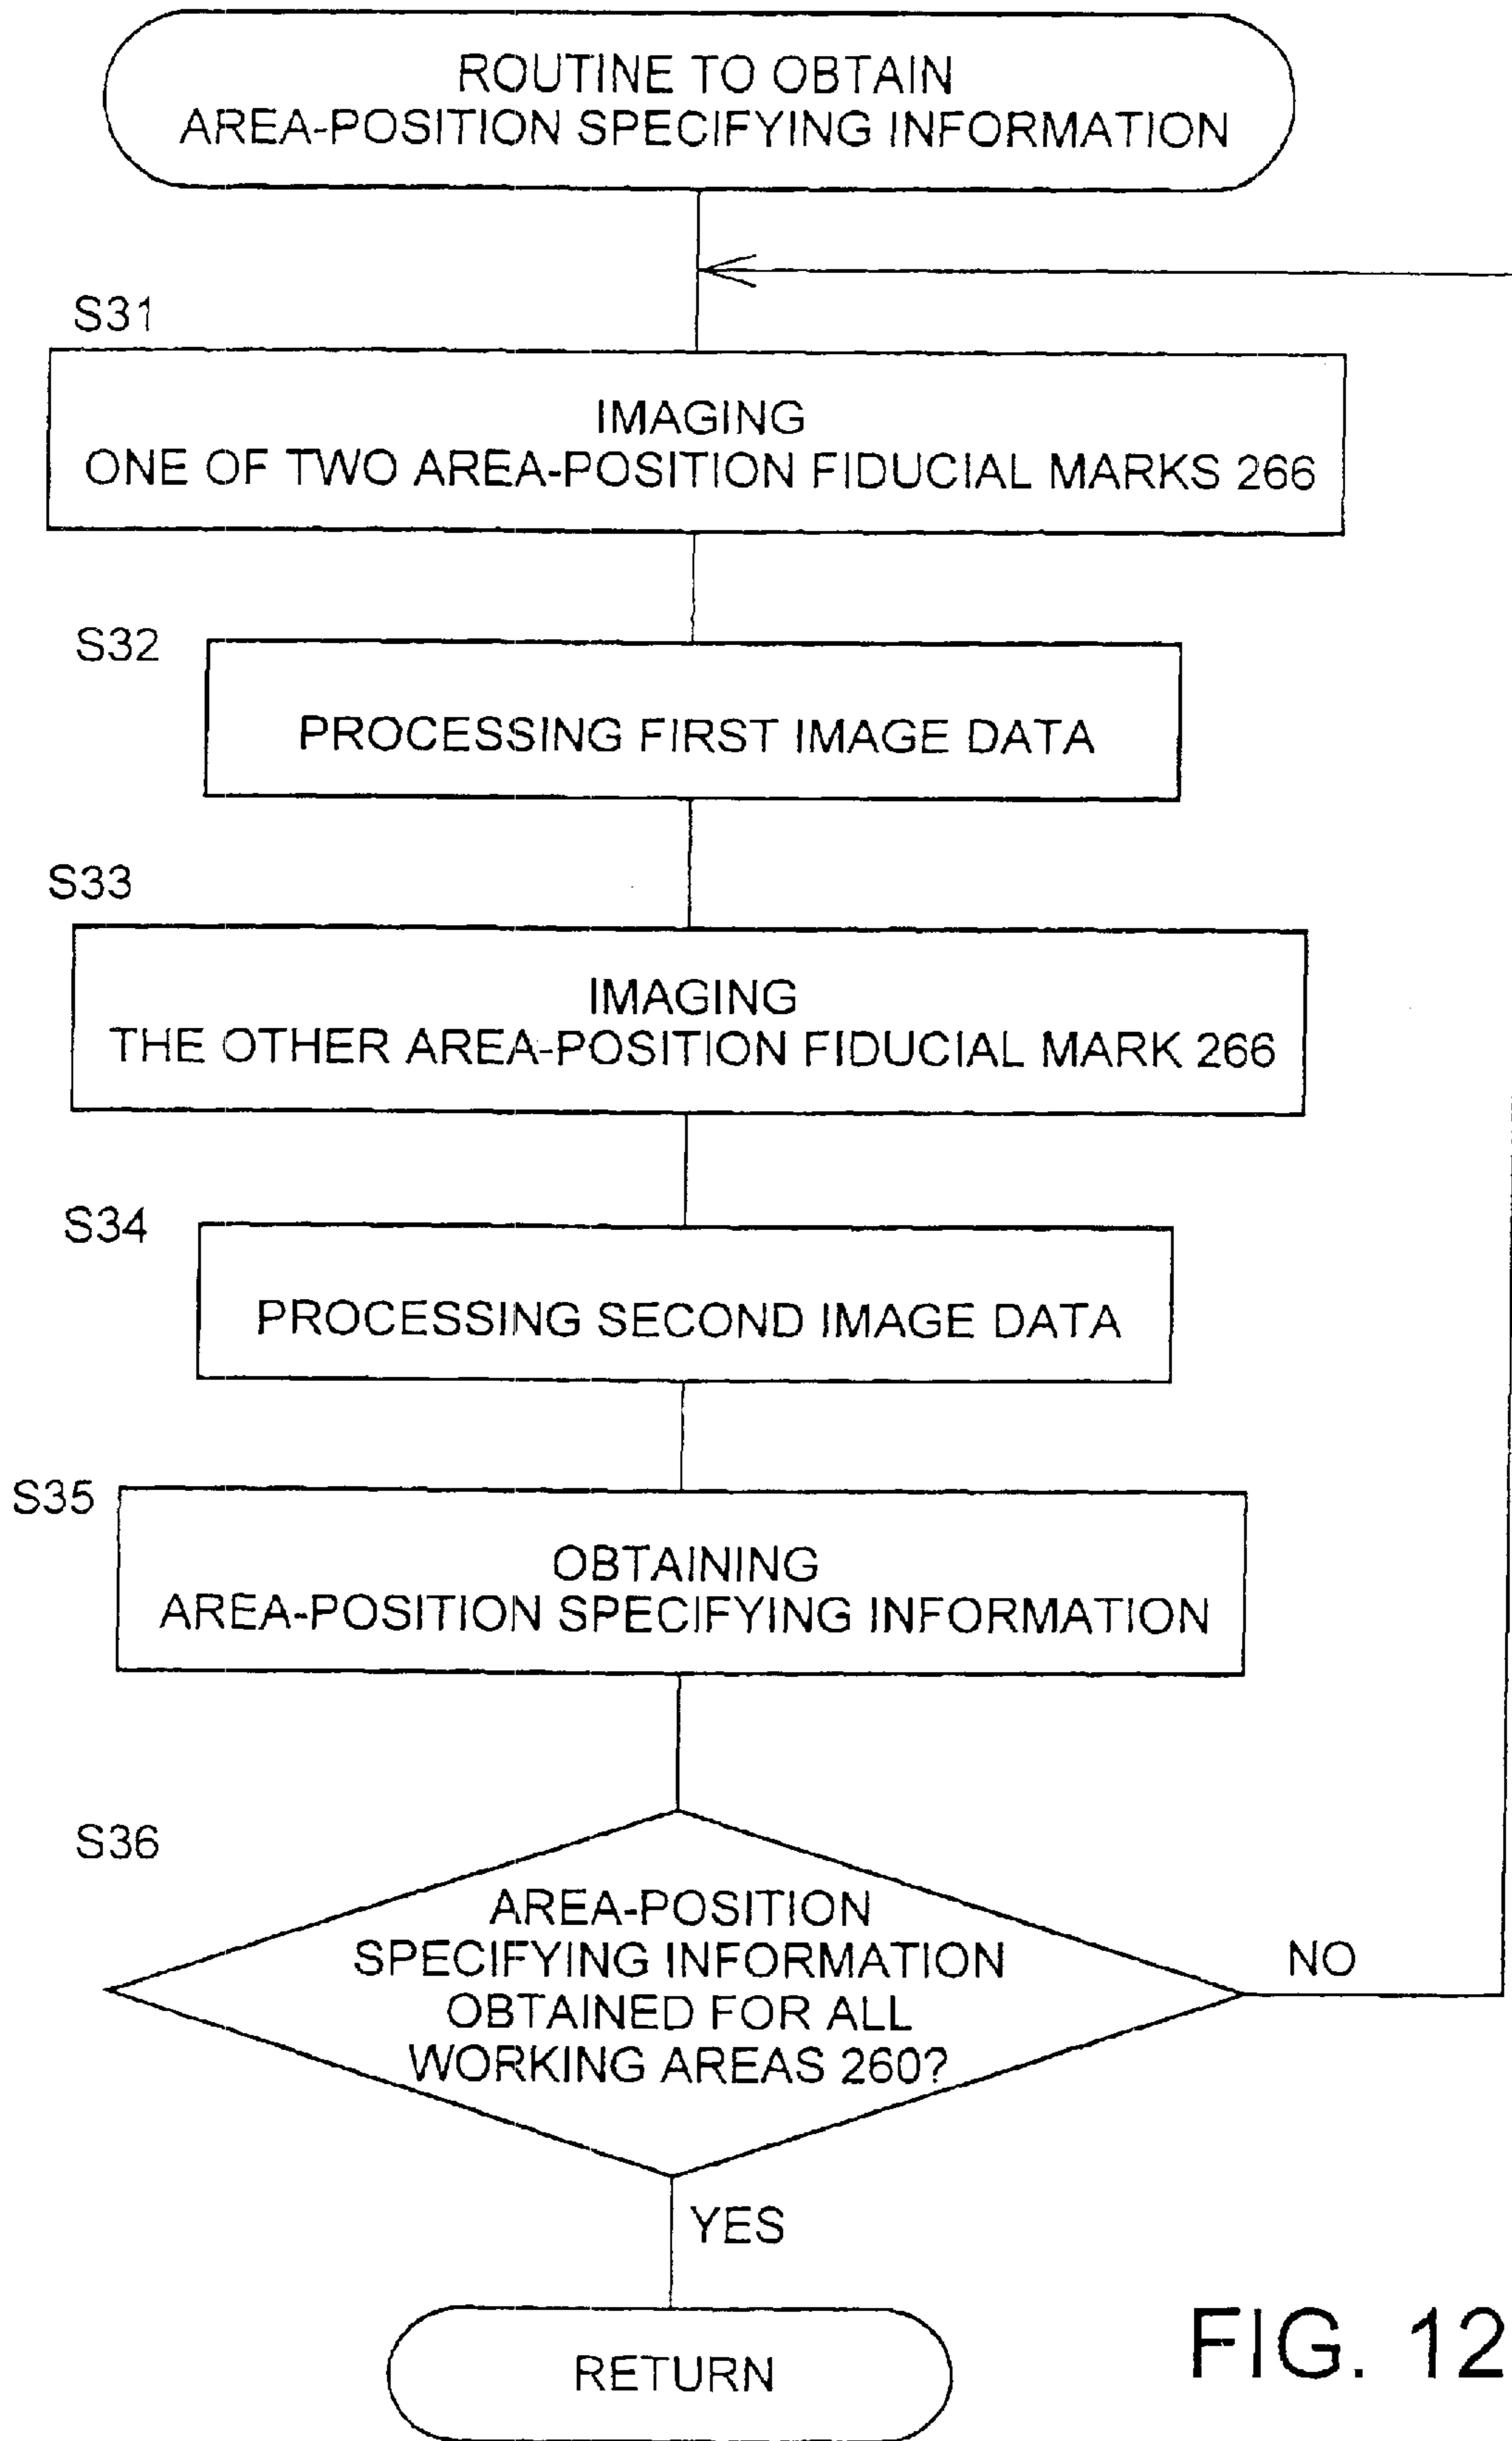 ROUTINE TO OBTAIN
AREA-POSITION SPECIFYING INFORMATION
S31
IMAGING
ONE OF TWO AREA-POSITION FIDUCIAL MARKS 266
S32
PROCESSING FIRST IMAGE DATA
S33
IMAGING
THE OTHER AREA-POSITION FIDUCIAL MARK 266
S34
PROCESSING SECOND IMAGE DATA
S35
OBTAINING
AREA-POSITION SPECIFYING INFORMATION
S36
AREA-POSITION
SPECIFYING INFORMATION
OBTAINED FOR ALL
WORKING AREAS 260?
NO
YES
RETURN
FIG. 12